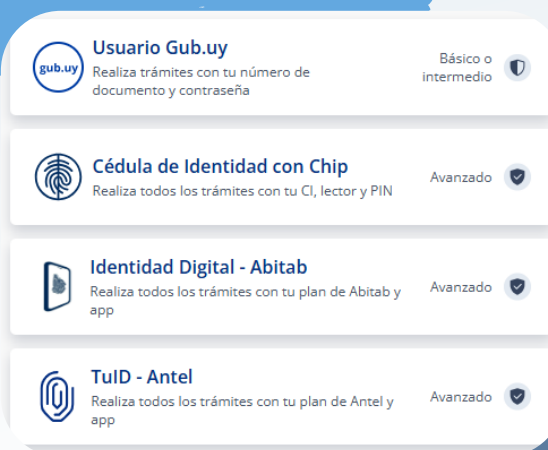 gub.uy
Usuario Gub.uy
Realiza trámites con tu número de
documento y contraseña
Básico o
intermedio
Cédula de Identidad con Chip
Realiza todos los trámites con tu CI, lector y PIN
Avanzado
Identidad Digital - Abitab
Realiza todos los trámites con tu plan de Abitab y
app
Avanzado
TuID - Antel
Realiza todos los trámites con tu plan de Antel y
app
Avanzado